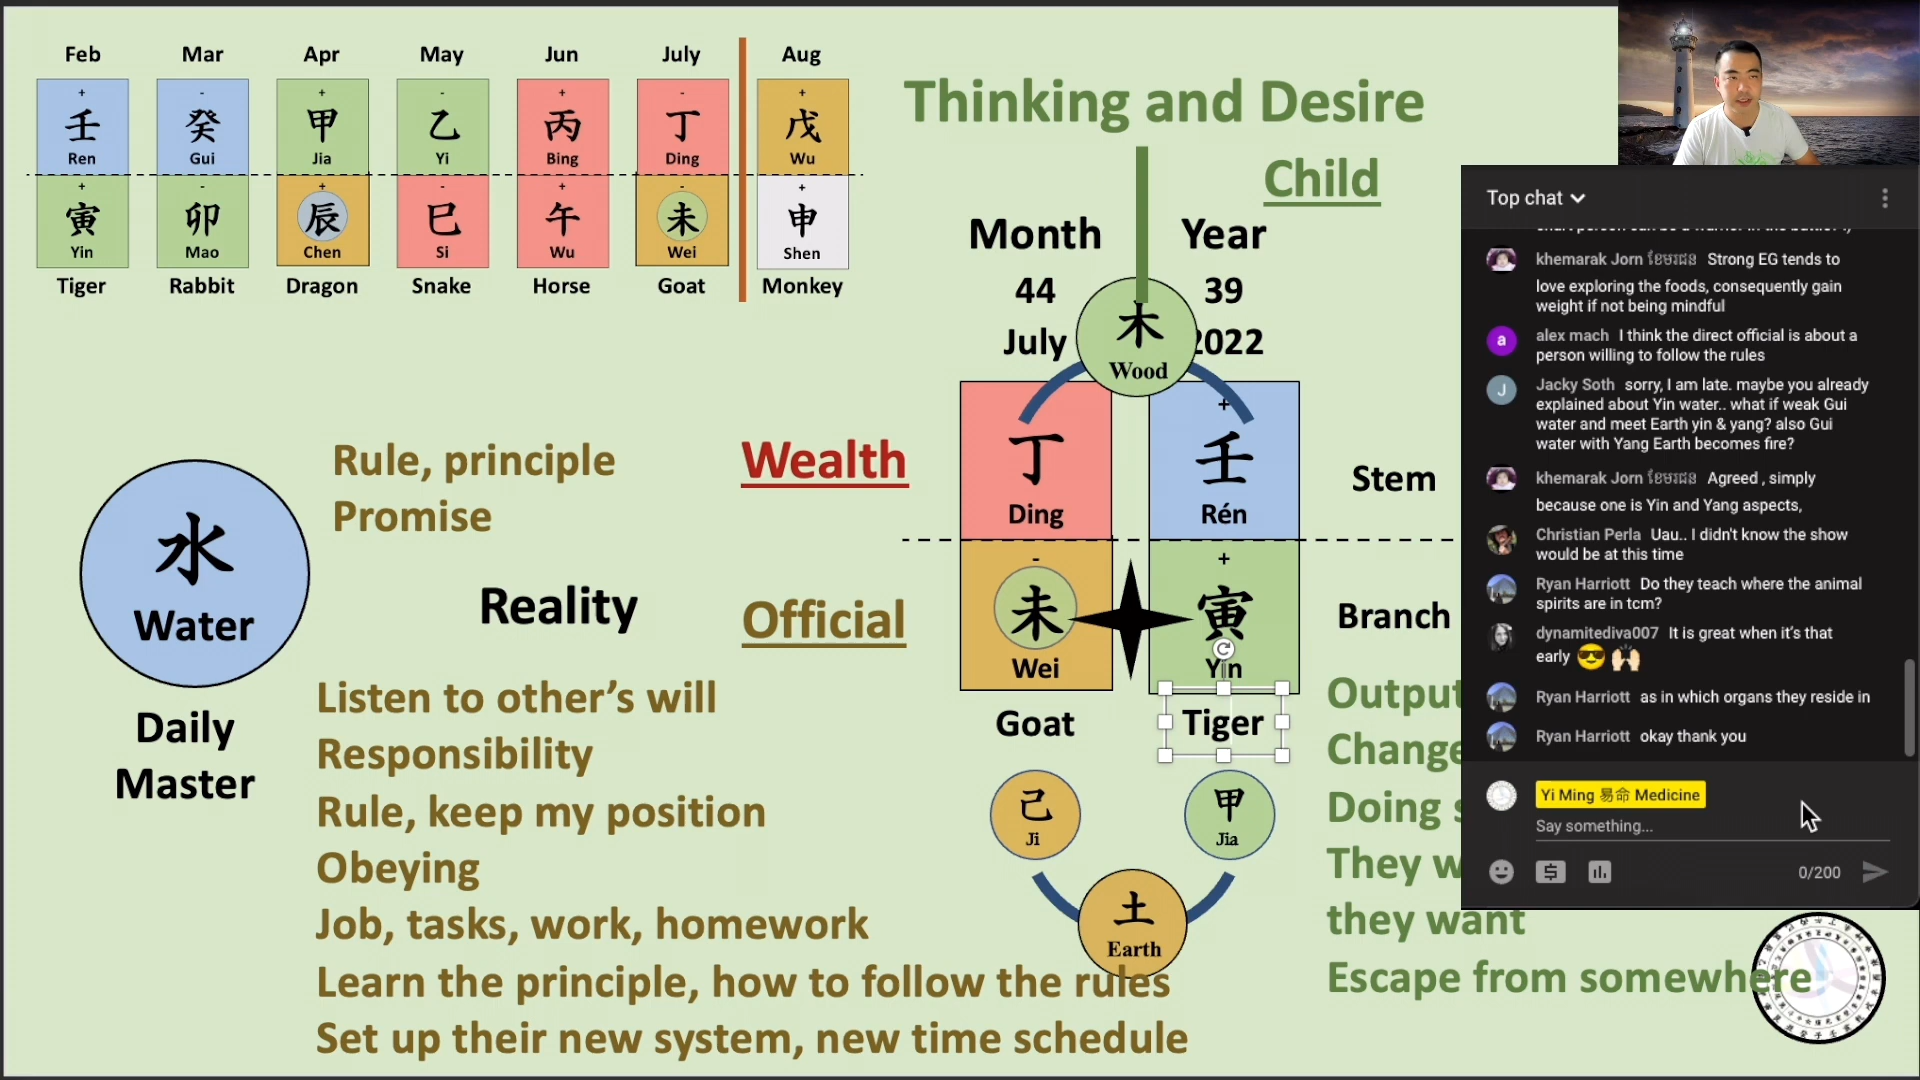 Feb Mar Apr May Jun July Aug
+ - + - + - +
壬 癸 甲 乙 丙 丁 戊
Ren Gui Jia Yi Bing Ding Wu
+ - + - + - +
寅 卯 辰 巳 午 未 申
Yin Mao Chen Si Wu Wei Shen
Tiger Rabbit Dragon Snake Horse Goat Monkey
Thinking and Desire
Child
Month Year
44 39
July 2022
木
Wood
+
丁 壬
Ding Rén
Stem
- +
未 寅
Wei Yin
Branch
Goat Tiger
己 甲
Ji Jia
土
Earth
水
Water
Daily
Master
Rule, principle
Promise
Wealth
Reality
Official
Listen to other’s will
Responsibility
Rule, keep my position
Obeying
Job, tasks, work, homework
Learn the principle, how to follow the rules
Set up their new system, new time schedule
Output
Change
Doing s
They w
they want
Escape from somewhere
Top chat
khemarak Jorn Strong EG tends to
love exploring the foods, consequently gain
weight if not being mindful
a
alex mach I think the direct official is about a
person willing to follow the rules
J
Jacky Soth sorry, I am late. maybe you already
explained about Yin water.. what if weak Gui
water and meet Earth yin & yang? also Gui
water with Yang Earth becomes fire?
khemarak Jorn Agreed , simply
because one is Yin and Yang aspects,
Christian Perla Uau.. I didn't know the show
would be at this time
Ryan Harriott Do they teach where the animal
spirits are in tcm?
dynamitediva007 It is great when it’s that
early 😎 🙌🏻
Ryan Harriott as in which organs they reside in
Ryan Harriott okay thank you
Yi Ming 易命 Medicine
Say something...
0/200